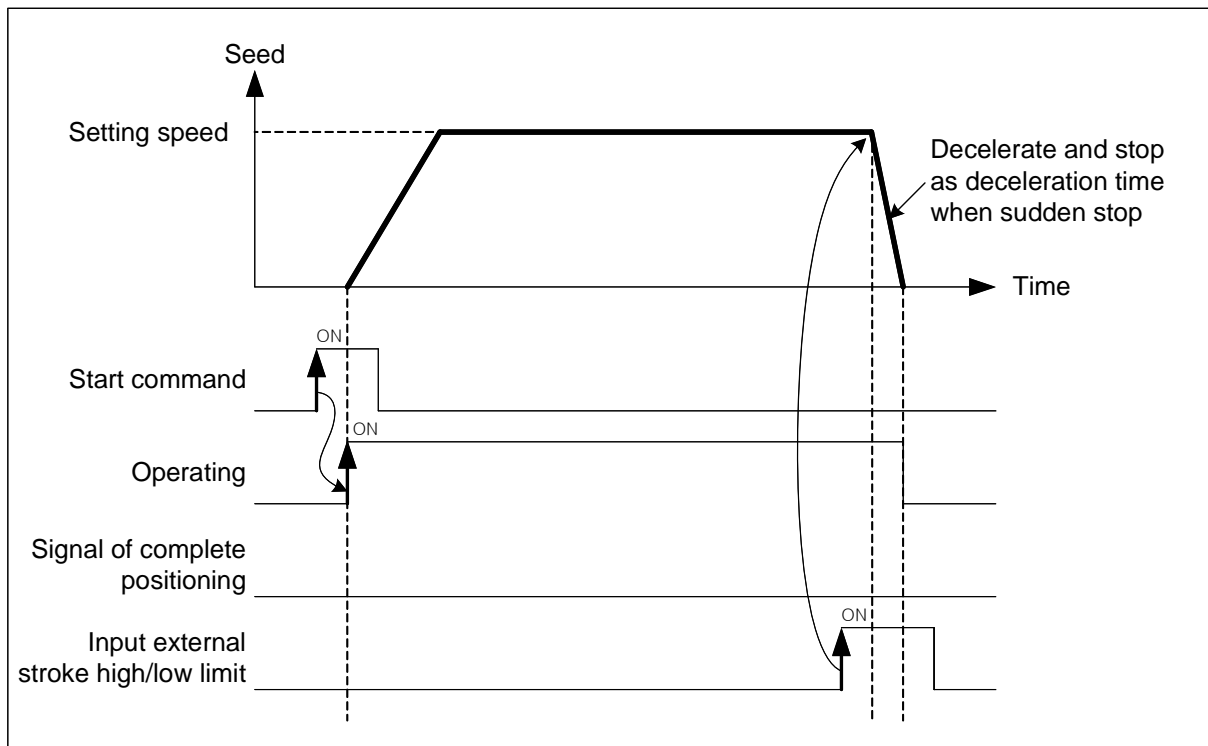 Seed
Setting speed
Decelerate and stop
as deceleration time
when sudden stop
Time
ON
Start command
ON
Operating
Signal of complete
positioning
ON
Input external
stroke high/low limit